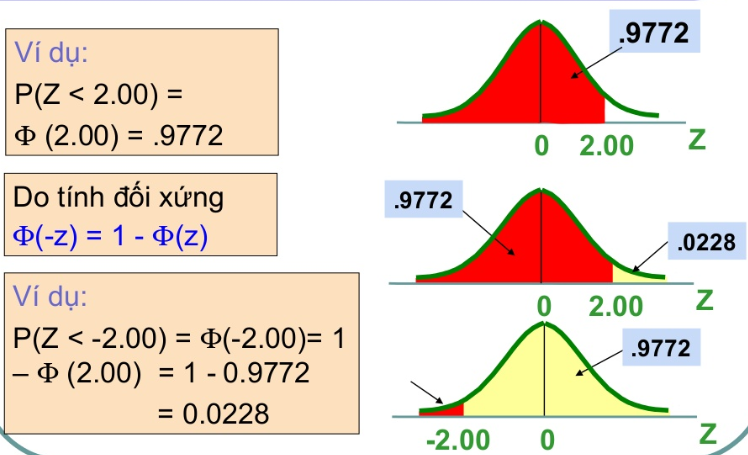 Ví dụ:
P(Z < 2.00) =
Φ (2.00) = .9772
.9772
0 2.00 Z
Do tính đối xứng
Φ(-z) = 1 - Φ(z)
.9772
.0228
0 2.00 Z
Ví dụ:
P(Z < -2.00) = Φ(-2.00)= 1
– Φ (2.00) = 1 - 0.9772
= 0.0228
.9772
-2.00 0 Z